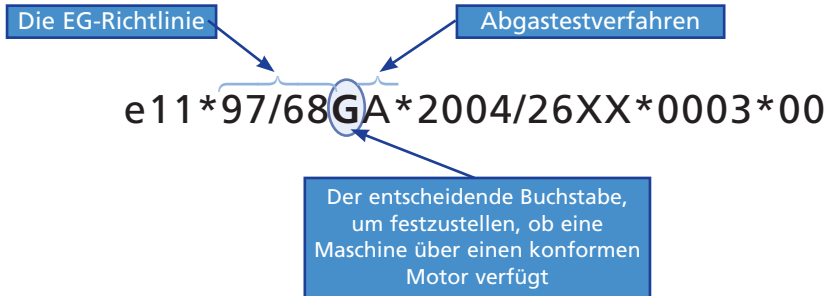 Die EG-Richtlinie
Abgastestverfahren
e11*97/68GA*2004/26XX*0003*00
Der entscheidende Buchstabe,
um festzustellen, ob eine
Maschine über einen konformen
Motor verfügt